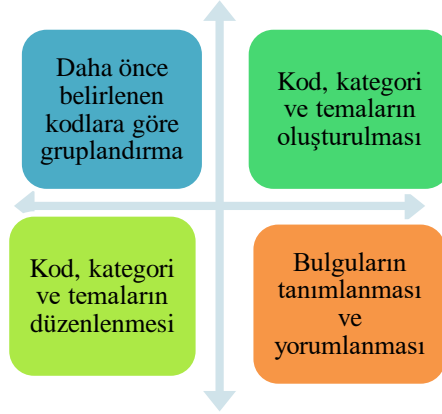 Daha önce
belirlenen
kodlara göre
gruplandırma
Kod, kategori
ve temaların
oluşturulması
Kod, kategori
ve temaların
düzenlenmesi
Bulguların
tanımlanması
ve
yorumlanması